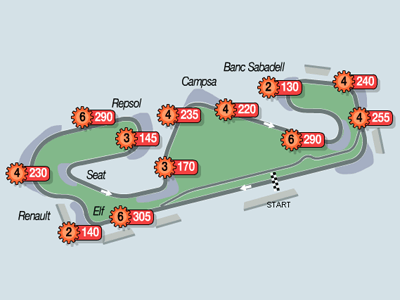 Banc Sabadell
4 240
Campsa
2 130
Repsol
4 235
4 220
6 290
4 255
3 145
6 290
3 170
4 230
Seat
Renault
Elf
6 305
START
2 140